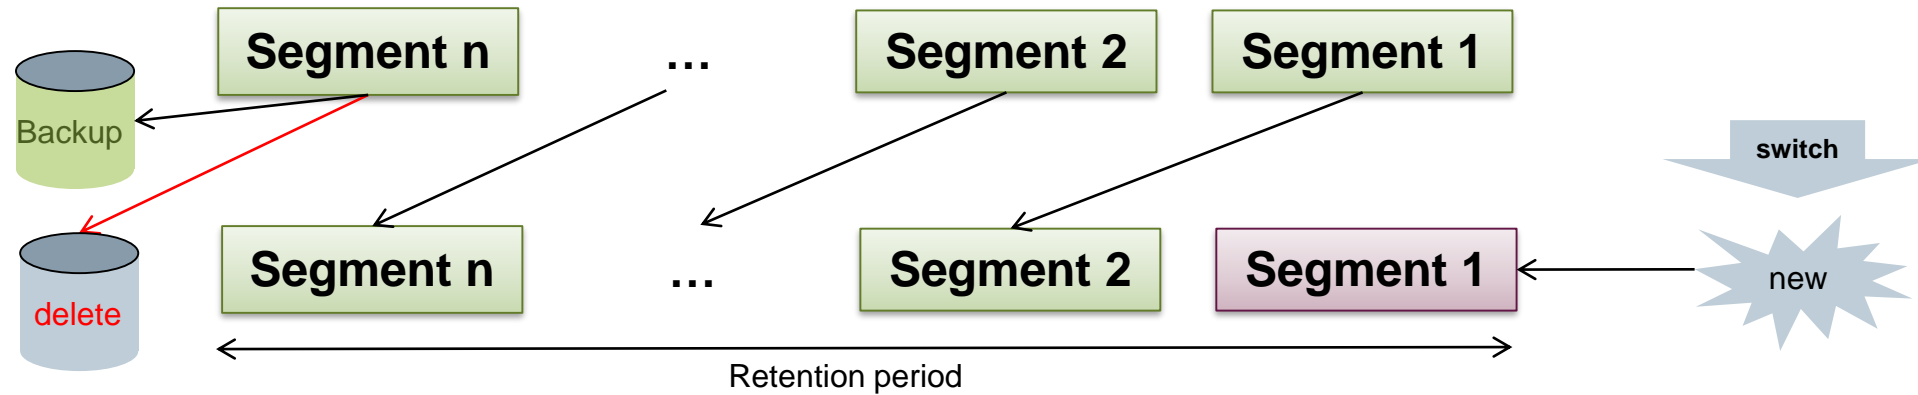 Segment n
...
Segment 2
Segment 1
Backup
switch
Segment n
...
Segment 2
Segment 1
new
delete
Retention period